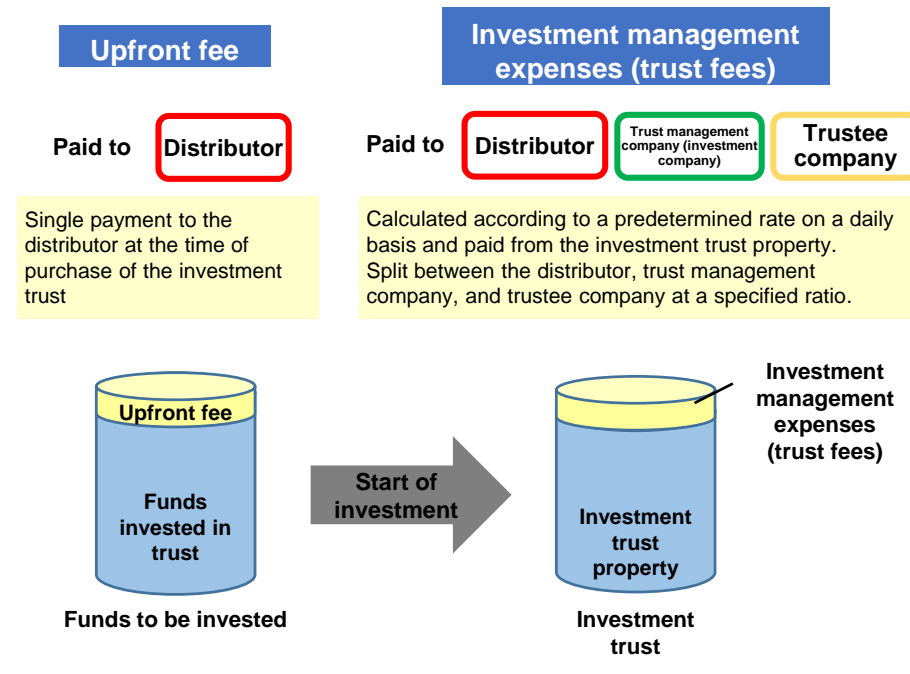 Upfront fee
Investment management
expenses (trust fees)
Paid to
Distributor
Paid to
Distributor
Trust management
company (investment
company)
Trustee
company
Single payment to the
distributor at the time of
purchase of the investment
trust
Calculated according to a predetermined rate on a daily
basis and paid from the investment trust property.
Split between the distributor, trust management
company, and trustee company at a specified ratio.
Upfront fee
Funds
invested in
trust
Funds to be invested
Start of
investment
Investment
management
expenses
(trust fees)
Investment
trust
property
Investment
trust